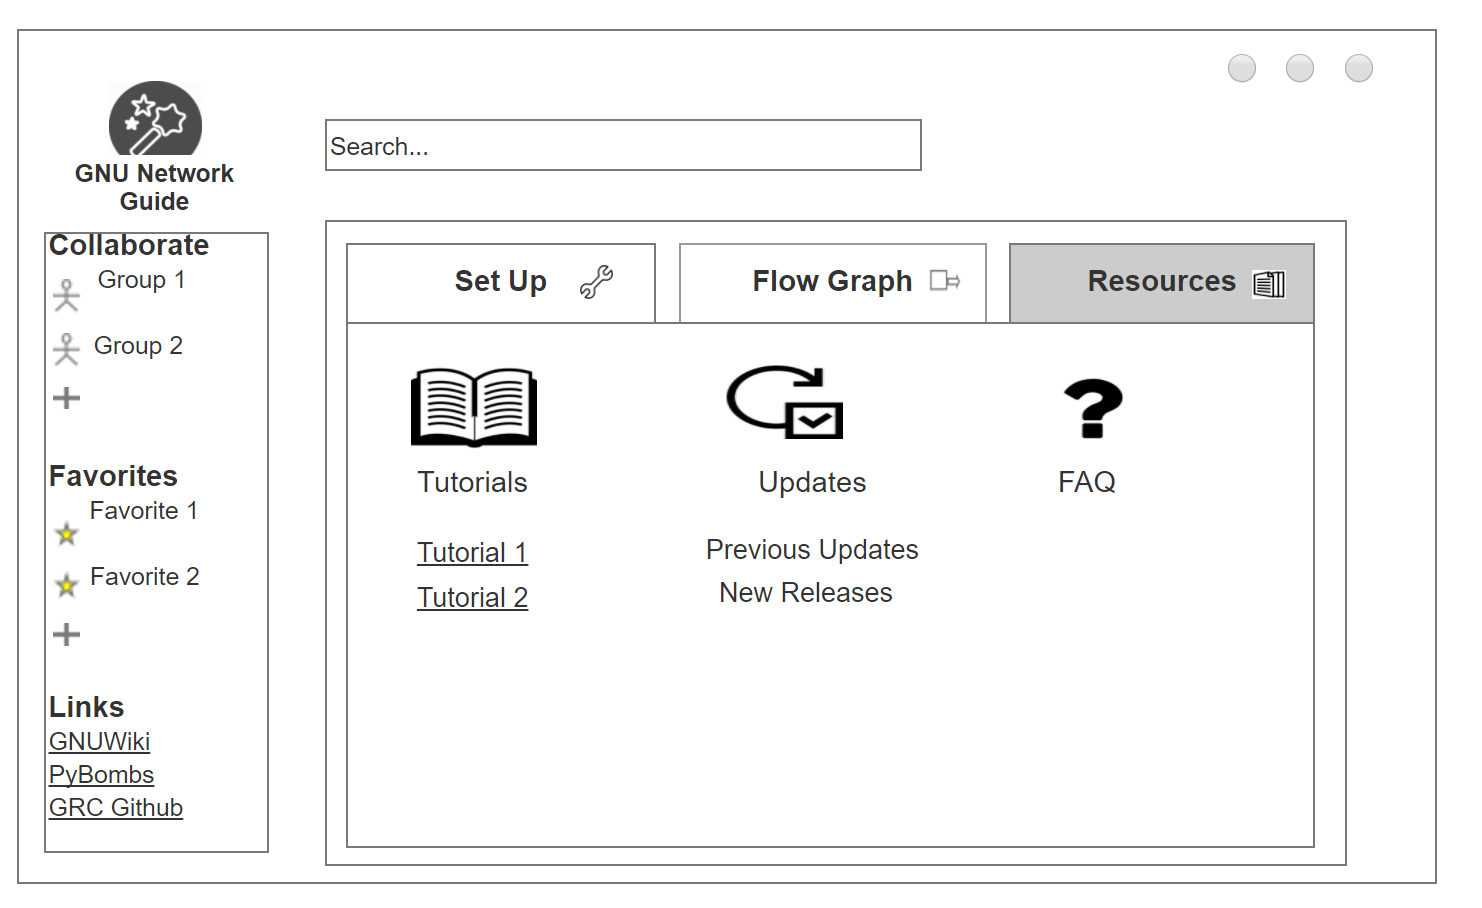 GNU Network
Guide
Search...
Collaborate
Group 1
Group 2
Favorites
Favorite 1
Favorite 2
Links
GNUWiki
PyBombs
GRC Github
Set Up
Flow Graph
Resources
Tutorials
Updates
FAQ
Tutorial 1
Tutorial 2
Previous Updates
New Releases